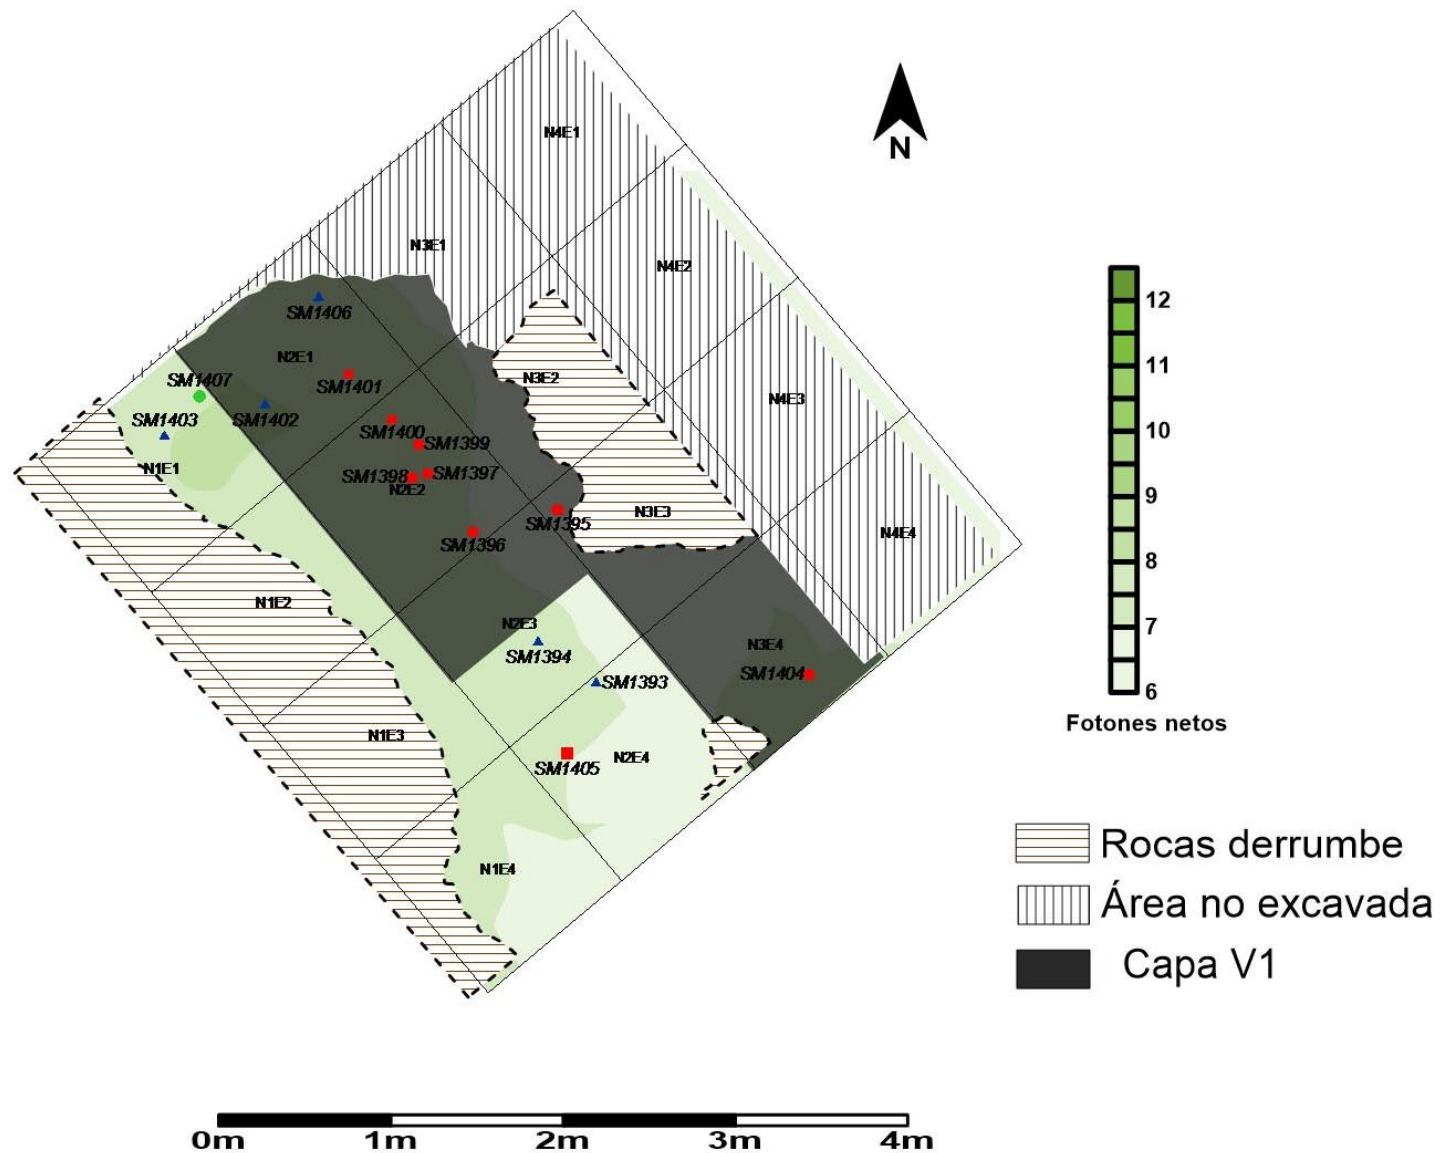 N4E1
N
N3E1
N4E2
SM1406
N2E1
SM1407
SM1401
N3E2
N4E3
SM1403
SM1402
SM1400
SM1399
N1E1
SM1398
SM1397
N2E2
N3E3
SM1395
N4E4
SM1396
N1E2
N2E3
N3E4
SM1394
SM1404
SM1393
N1E3
N2E4
SM1405
N1E4
12
11
10
9
8
7
6
Fotones netos
Rocas derrumbe
Área no excavada
Capa V1
0m 1m 2m 3m 4m